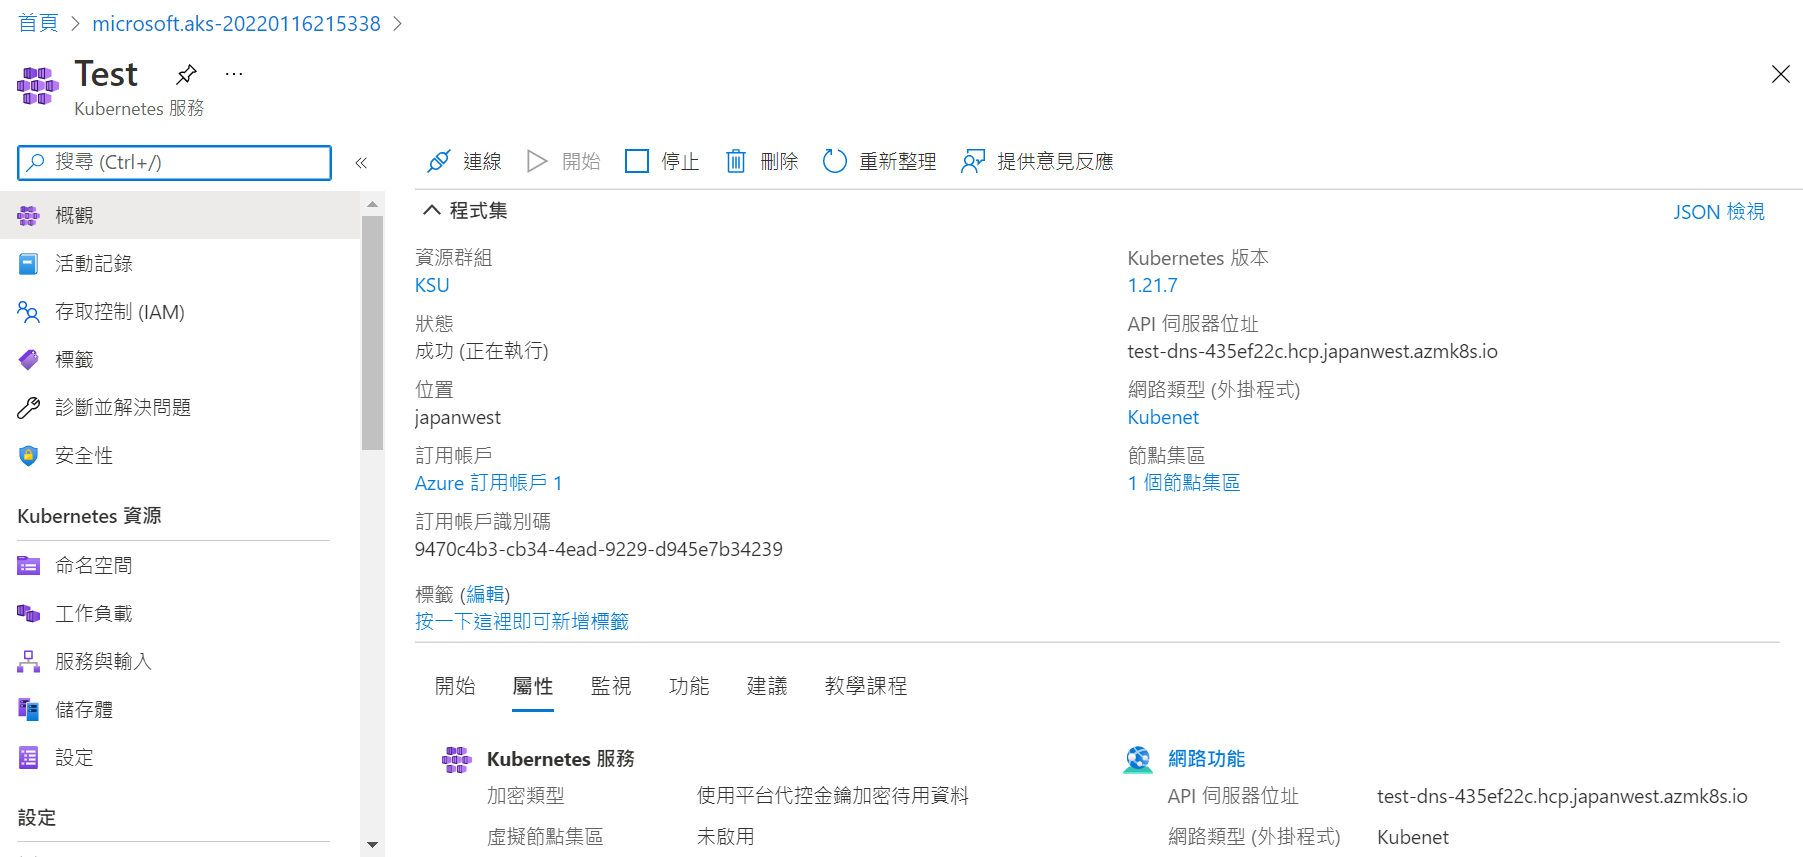 首頁 > microsoft.aks-20220116215338 >
Test ...
Kubernetes 服務
搜尋 (Ctrl+/)
«
概觀
活動記錄
存取控制 (IAM)
標籤
診斷並解決問題
安全性
Kubernetes 資源
命名空間
工作負載
服務與輸入
儲存體
設定
設定
連線 開始 停止 刪除 重新整理 提供意見反應
程式集 JSON 檢視
資源群組
KSU
狀態
成功 (正在執行)
位置
japanwest
訂用帳戶
Azure 訂用帳戶 1
訂用帳戶識別碼
9470c4b3-cb34-4ead-9229-d945e7b34239
標籤 (編輯)
按一下這裡即可新增標籤
Kubernetes 版本
1.21.7
API 伺服器位址
test-dns-435ef22c.hcp.japanwest.azmk8s.io
網路類型 (外掛程式)
Kubenet
節點集區
1 個節點集區
開始 屬性 監視 功能 建議 教學課程
Kubernetes 服務
加密類型 使用平台代控金鑰加密待用資料
虛擬節點集區 未啟用
網路功能
API 伺服器位址 test-dns-435ef22c.hcp.japanwest.azmk8s.io
網路類型 (外掛程式) Kubenet